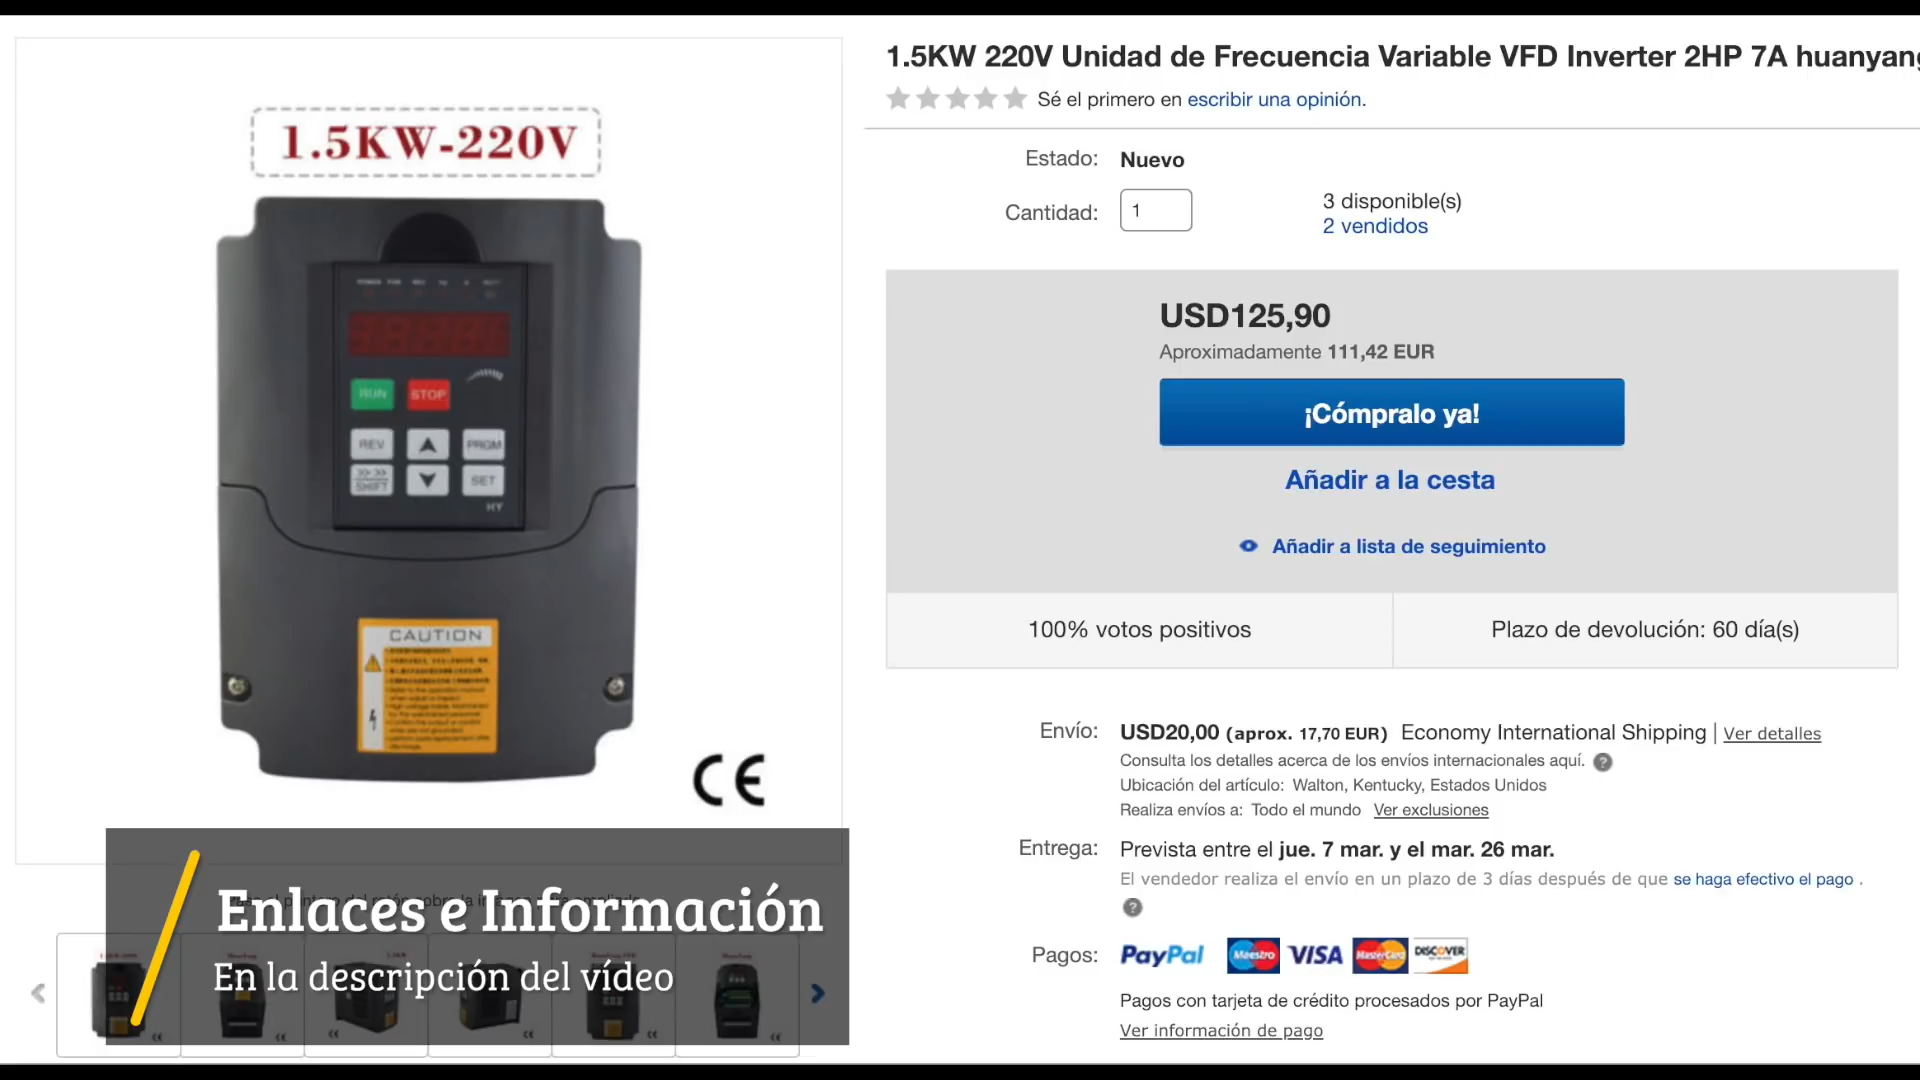 1.5KW-220V
RUN STOP
REV PRGM
SHIFT SET
HY
CAUTION
CE
1.5KW 220V Unidad de Frecuencia Variable VFD Inverter 2HP 7A huanyang
Sé el primero en escribir una opinión.
Estado: Nuevo
Cantidad: 1
3 disponible(s)
2 vendidos
USD125,90
Aproximadamente 111,42 EUR
¡Cómpralo ya!
Añadir a la cesta
Añadir a lista de seguimiento
100% votos positivos
Plazo de devolución: 60 día(s)
Envío: USD20,00 (aprox. 17,70 EUR) Economy International Shipping | Ver detalles
Consulta los detalles acerca de los envíos internacionales aquí. ?
Ubicación del artículo: Walton, Kentucky, Estados Unidos
Realiza envíos a: Todo el mundo Ver exclusiones
Entrega: Prevista entre el jue. 7 mar. y el mar. 26 mar.
El vendedor realiza el envío en un plazo de 3 días después de que se haga efectivo el pago .
?
Pagos: PayPal Maestro VISA MasterCard DISCOVER
Pagos con tarjeta de crédito procesados por PayPal
Ver información de pago
Enlaces e Información
En la descripción del vídeo